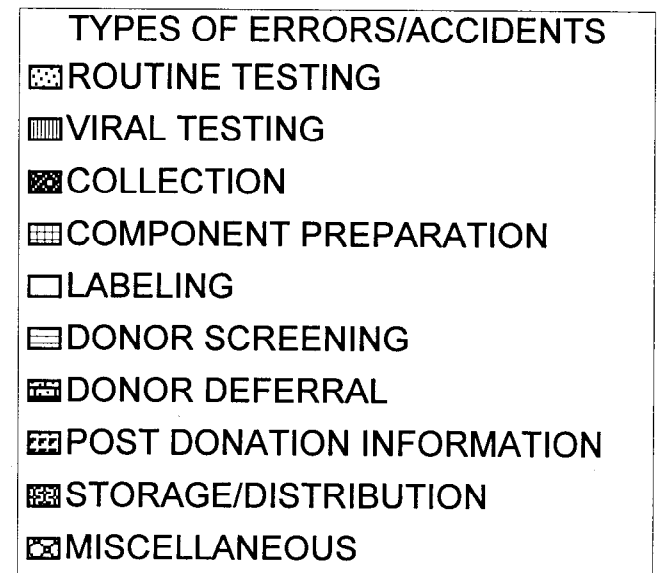 TYPES OF ERRORS/ACCIDENTS
ROUTINE TESTING
VIRAL TESTING
COLLECTION
COMPONENT PREPARATION
LABELING
DONOR SCREENING
DONOR DEFERRAL
POST DONATION INFORMATION
STORAGE/DISTRIBUTION
MISCELLANEOUS